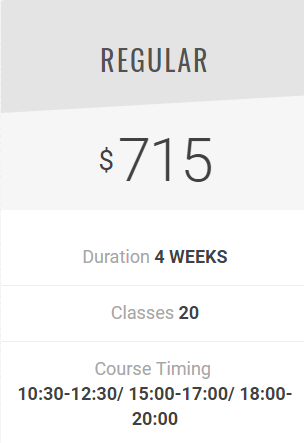 REGULAR
$715
Duration 4 WEEKS
Classes 20
Course Timing
10:30-12:30/ 15:00-17:00/ 18:00-
20:00